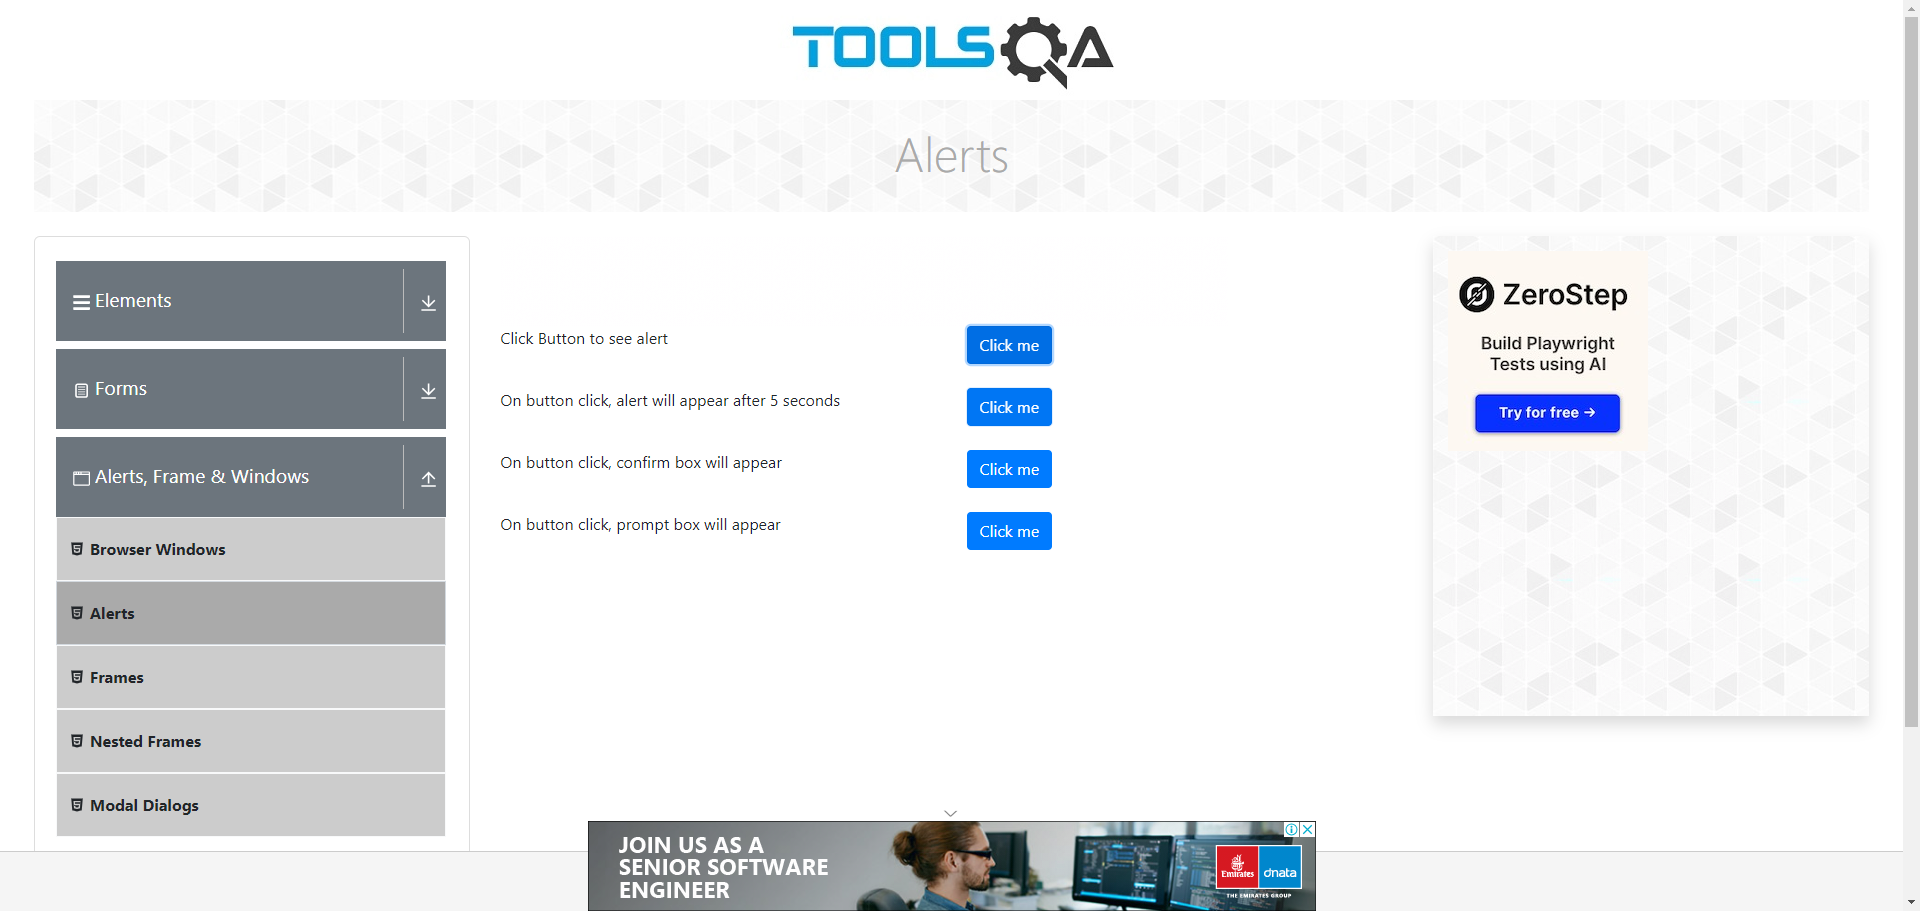 TOOLSQA
Alerts
Elements
Forms
Alerts, Frame & Windows
Browser Windows
Alerts
Frames
Nested Frames
Modal Dialogs
Click Button to see alert
Click me
On button click, alert will appear after 5 seconds
Click me
On button click, confirm box will appear
Click me
On button click, prompt box will appear
Click me
ZeroStep
Build Playwright
Tests using AI
Try for free →
JOIN US AS A
SENIOR SOFTWARE
ENGINEER
Emirates
dnata
THE EMIRATES GROUP